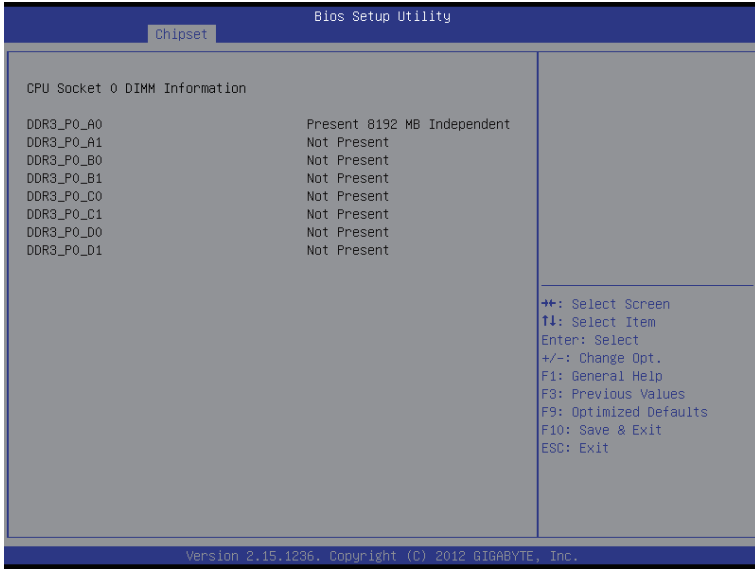 Bios Setup Utility
Chipset
CPU Socket 0 DIMM Information
DDR3_P0_A0 Present 8192 MB Independent
DDR3_P0_A1 Not Present
DDR3_P0_B0 Not Present
DDR3_P0_B1 Not Present
DDR3_P0_C0 Not Present
DDR3_P0_C1 Not Present
DDR3_P0_D0 Not Present
DDR3_P0_D1 Not Present
→←: Select Screen
↑↓: Select Item
Enter: Select
+/-: Change Opt.
F1: General Help
F3: Previous Values
F9: Optimized Defaults
F10: Save & Exit
ESC: Exit
Version 2.15.1236. Copyright (C) 2012 GIGABYTE, Inc.